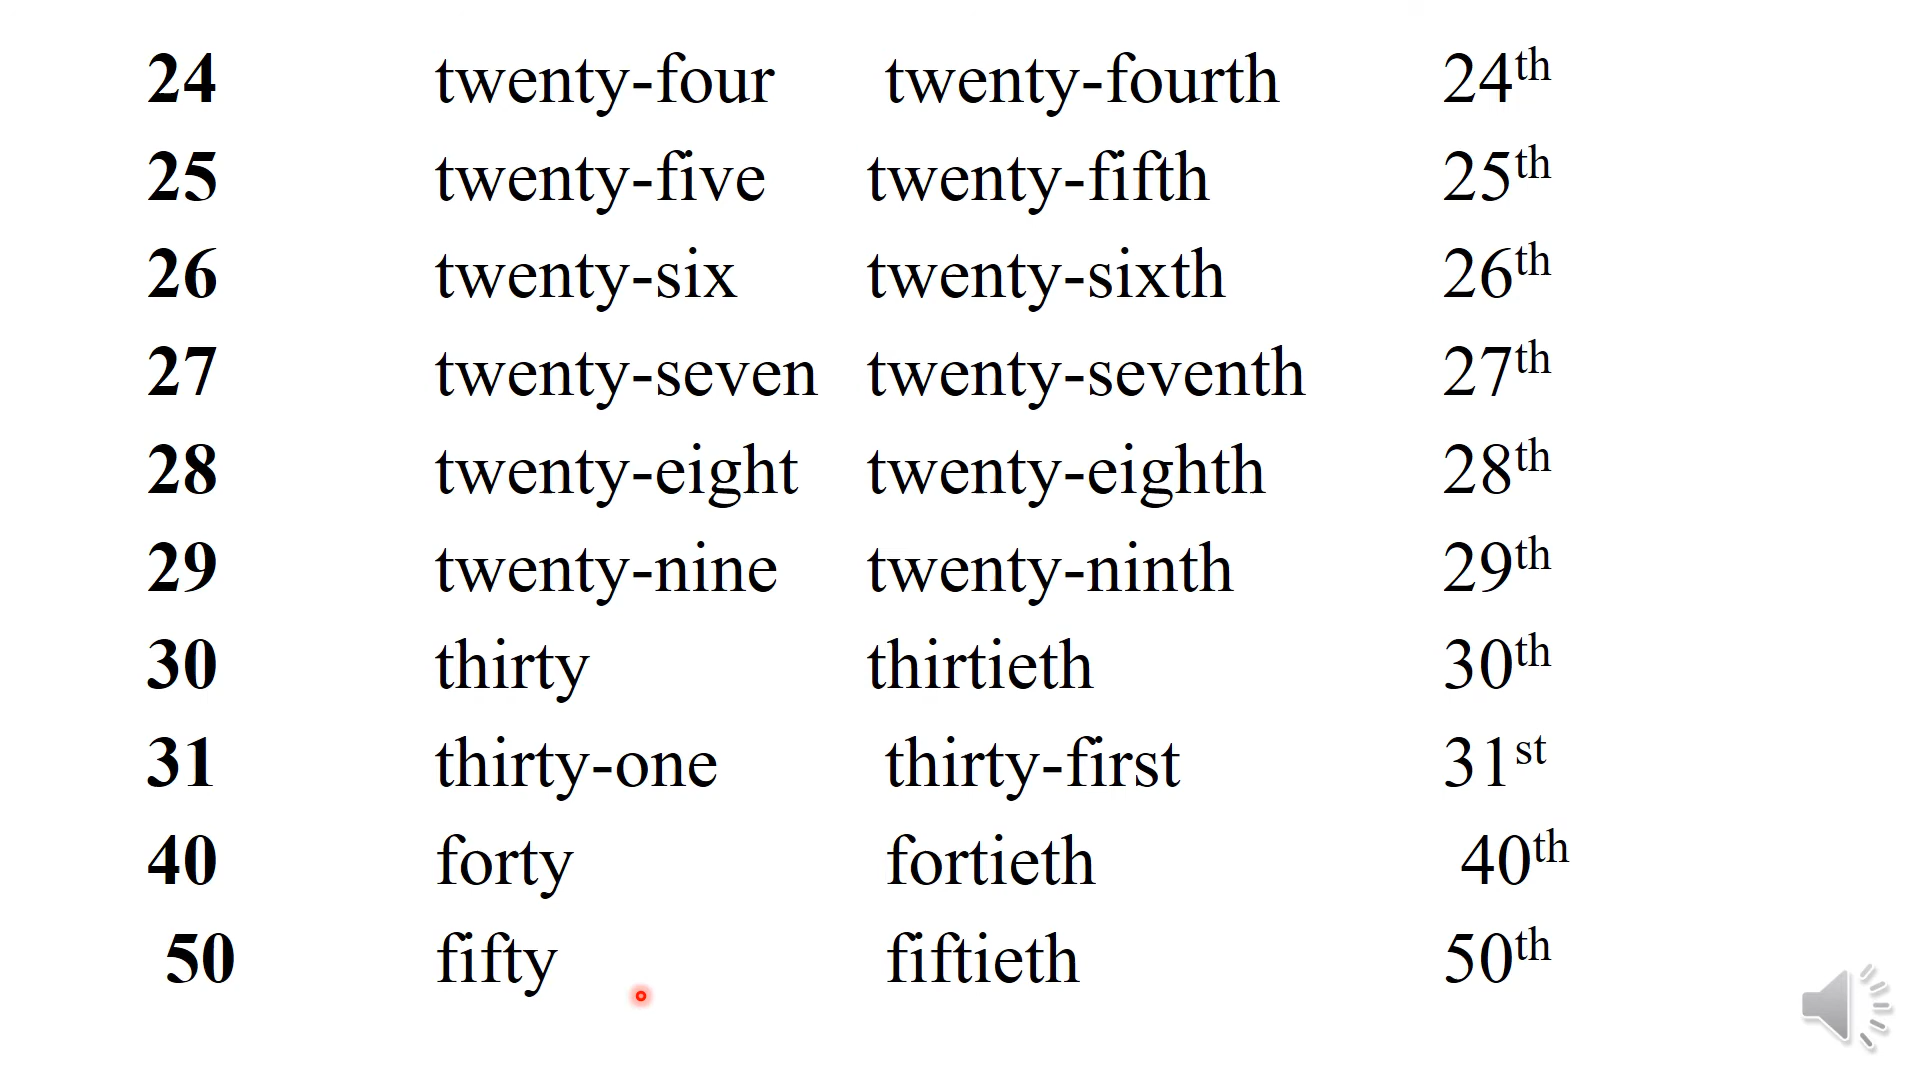 24 twenty-four twenty-fourth 24th
25 twenty-five twenty-fifth 25th
26 twenty-six twenty-sixth 26th
27 twenty-seven twenty-seventh 27th
28 twenty-eight twenty-eighth 28th
29 twenty-nine twenty-ninth 29th
30 thirty thirtieth 30th
31 thirty-one thirty-first 31st
40 forty fortieth 40th
50 fifty fiftieth 50th